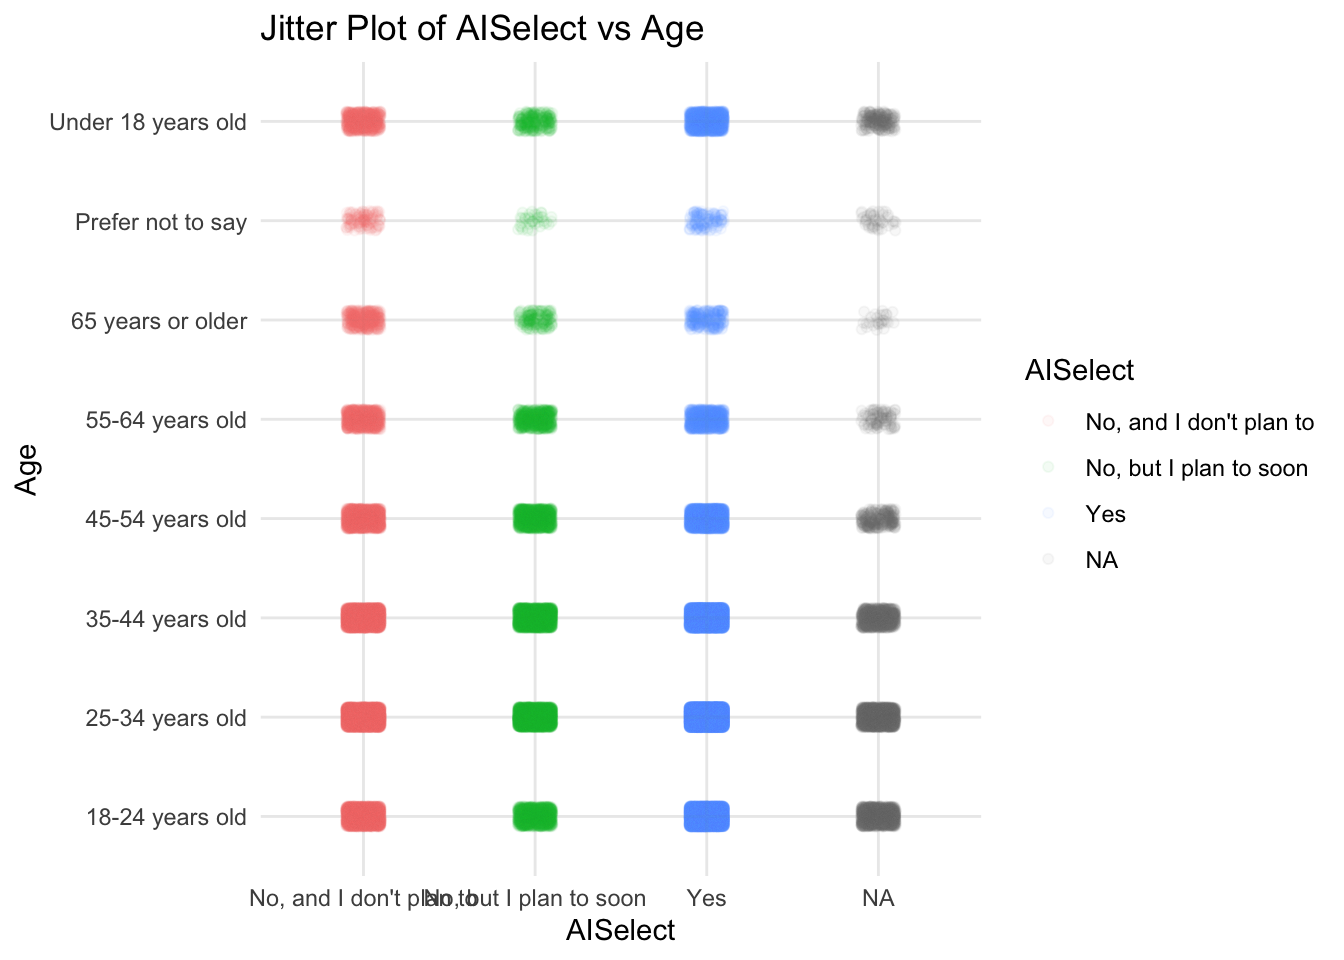 Jitter Plot of AISelect vs Age
Under 18 years old
Prefer not to say
65 years or older
55-64 years old
45-54 years old
35-44 years old
25-34 years old
18-24 years old
Age
No, and I don't plan to
No, but I plan to soon
Yes
NA
AISelect
AISelect
No, and I don't plan to
No, but I plan to soon
Yes
NA